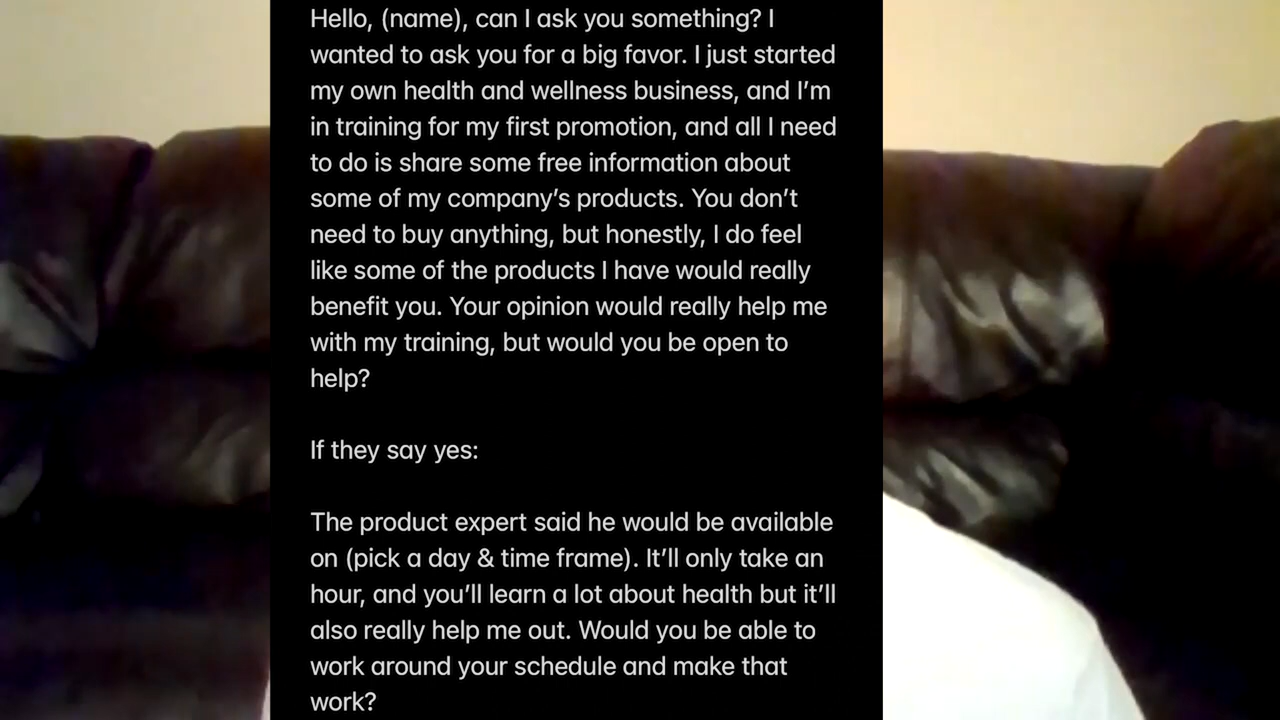 Hello, (name), can I ask you something? I
wanted to ask you for a big favor. I just started
my own health and wellness business, and I’m
in training for my first promotion, and all I need
to do is share some free information about
some of my company’s products. You don’t
need to buy anything, but honestly, I do feel
like some of the products I have would really
benefit you. Your opinion would really help me
with my training, but would you be open to
help?
If they say yes:
The product expert said he would be available
on (pick a day & time frame). It’ll only take an
hour, and you’ll learn a lot about health but it’ll
also really help me out. Would you be able to
work around your schedule and make that
work?